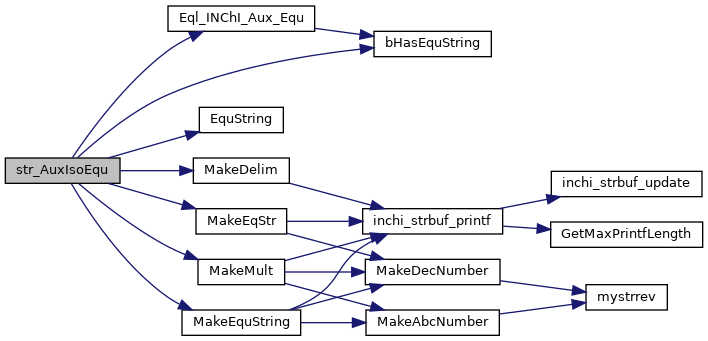 Eql_INChI_Aux_Equ
bHasEquString
EquString
str_AuxIsoEqu
MakeDelim
inchi_strbuf_update
MakeEqStr
inchi_strbuf_printf
GetMaxPrintfLength
MakeMult
MakeDecNumber
mystrrev
MakeEquString
MakeAbcNumber